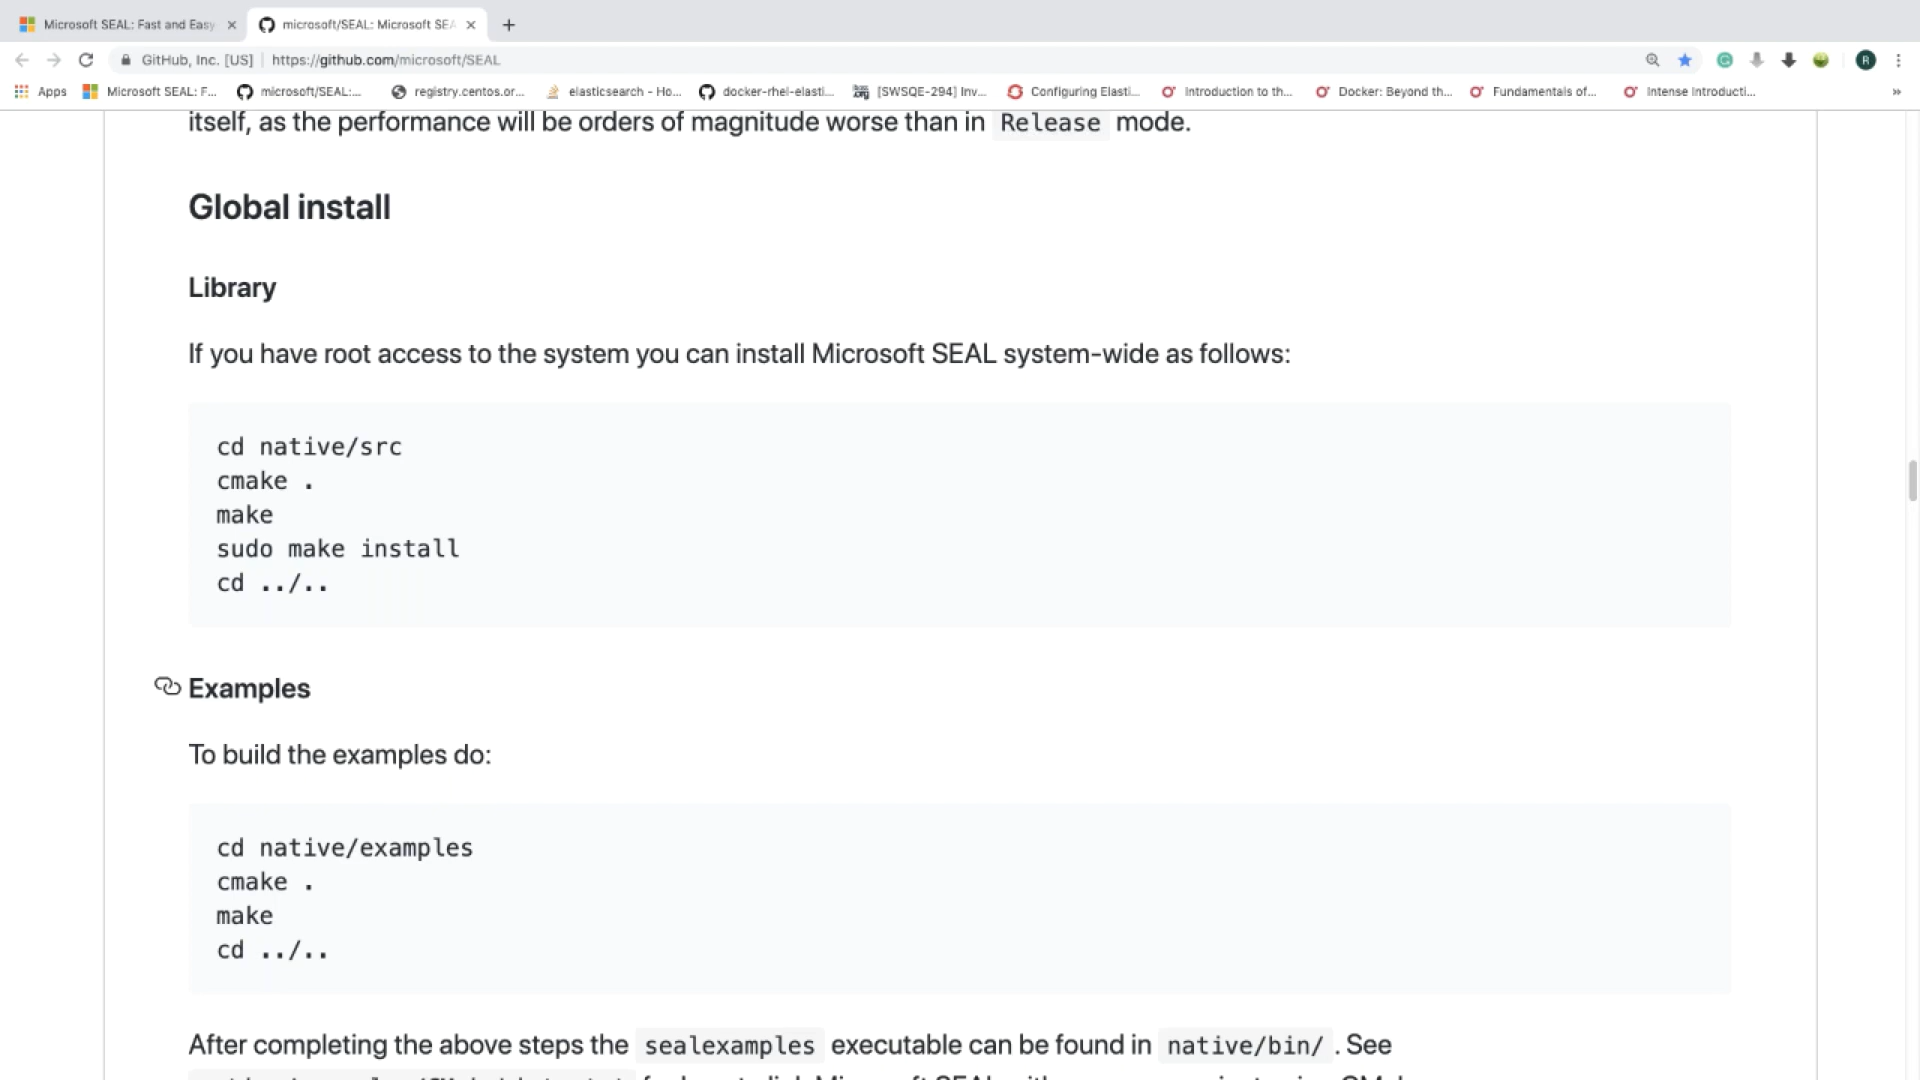 Microsoft SEAL: Fast and Easy
microsoft/SEAL: Microsoft SEA
GitHub, Inc. [US] https://github.com/microsoft/SEAL
R
Apps Microsoft SEAL: F... microsoft/SEAL:... registry.centos.or... elasticsearch - Ho... docker-rhel-elasti... [SWSQE-294] Inv... Configuring Elasti... Introduction to th... Docker: Beyond th... Fundamentals of... Intense Introducti... »
itself, as the performance will be orders of magnitude worse than in Release mode.
Global install
Library
If you have root access to the system you can install Microsoft SEAL system-wide as follows:
cd native/src
cmake .
make
sudo make install
cd ../..
Examples
To build the examples do:
cd native/examples
cmake .
make
cd ../..
After completing the above steps the sealexamples executable can be found in native/bin/ . See